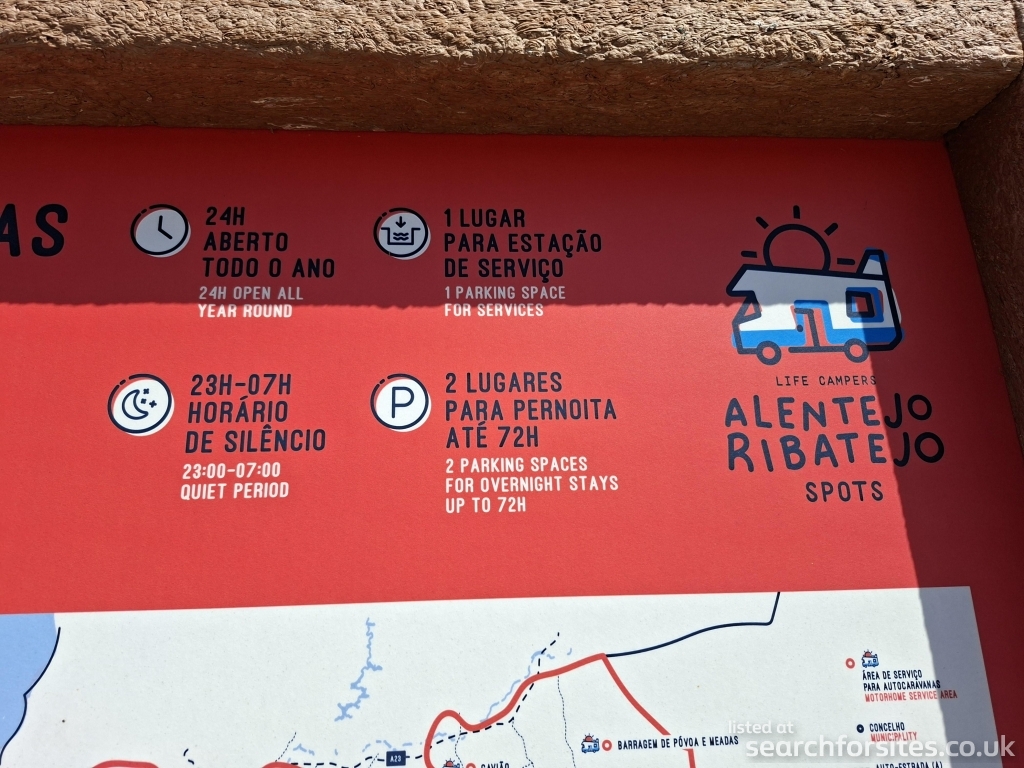 AS
24H
ABERTO
TODO O ANO
24H OPEN ALL
YEAR ROUND
1 LUGAR
PARA ESTAÇÃO
DE SERVIÇO
1 PARKING SPACE
FOR SERVICES
23H-07H
HORÁRIO
DE SILÊNCIO
23:00-07:00
QUIET PERIOD
P
2 LUGARES
PARA PERNOITA
ATÉ 72H
2 PARKING SPACES
FOR OVERNIGHT STAYS
UP TO 72H
LIFE CAMPERS
ALENTEJO
RIBATEJO
SPOTS
ÁREA DE SERVIÇO
PARA AUTOCARAVANAS
MOTORHOME SERVICE AREA
CONCELHO
MUNICIPALITY
AUTO-ESTRADA (A)
BARRAGEM DE PÓVOA E MEADAS
A23
GAVIÃO
listed at
searchforsites.co.uk